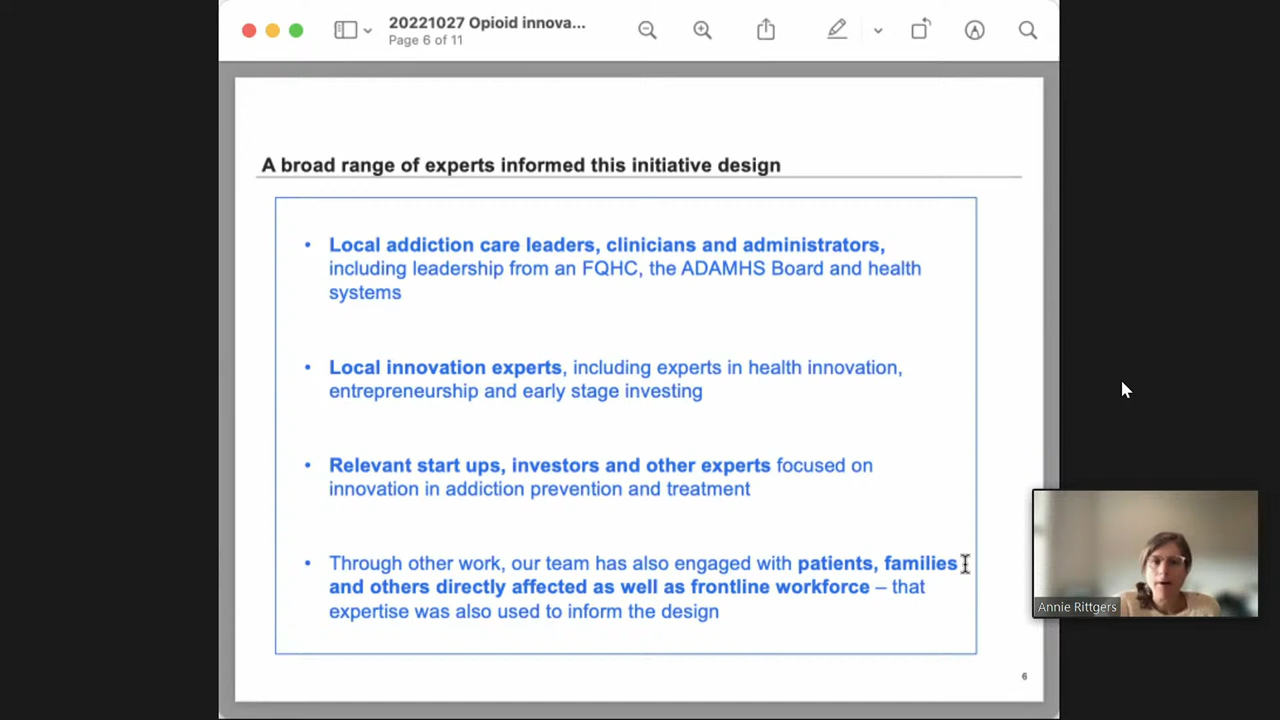 20221027 Opioid innova...
Page 6 of 11
A broad range of experts informed this initiative design
• Local addiction care leaders, clinicians and administrators,
including leadership from an FQHC, the ADAMHS Board and health
systems
• Local innovation experts, including experts in health innovation,
entrepreneurship and early stage investing
• Relevant start ups, investors and other experts focused on
innovation in addiction prevention and treatment
• Through other work, our team has also engaged with patients, families
and others directly affected as well as frontline workforce – that
expertise was also used to inform the design
6
Annie Rittgers